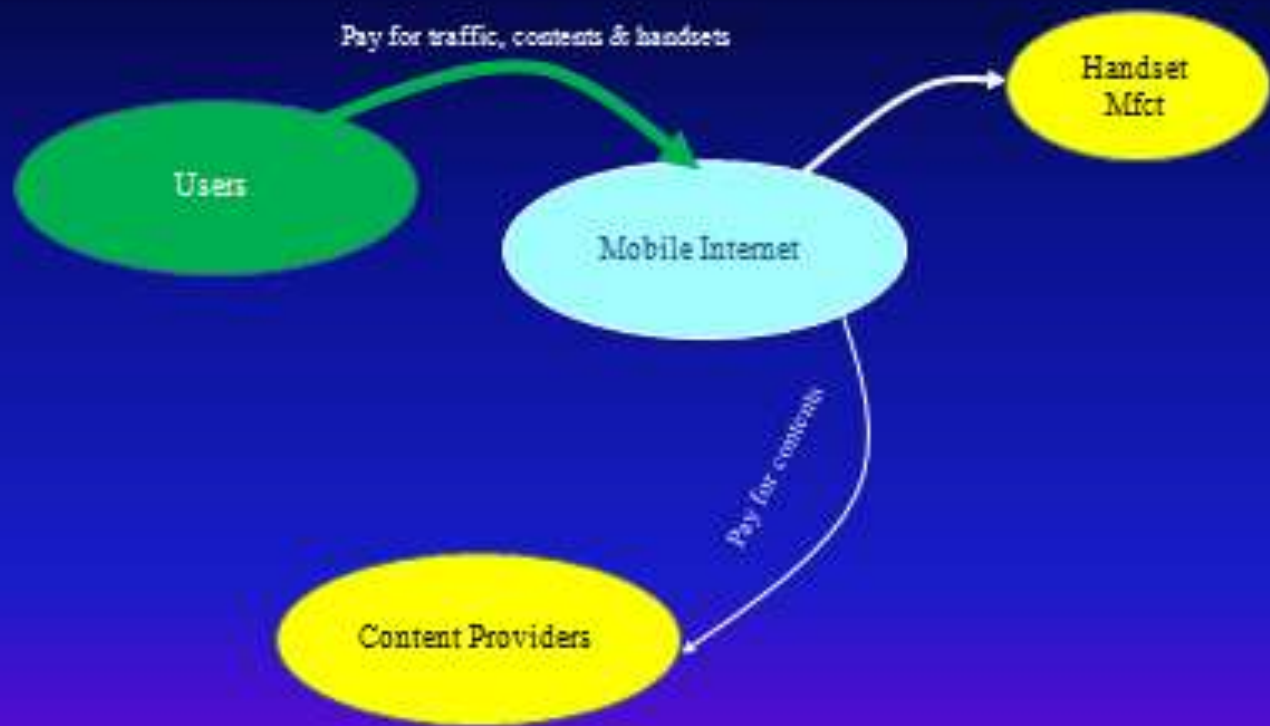 Pay for traffic, contents & handsets
Handset
Mfct
Users
Mobile Internet
Pay for contents
Content Providers